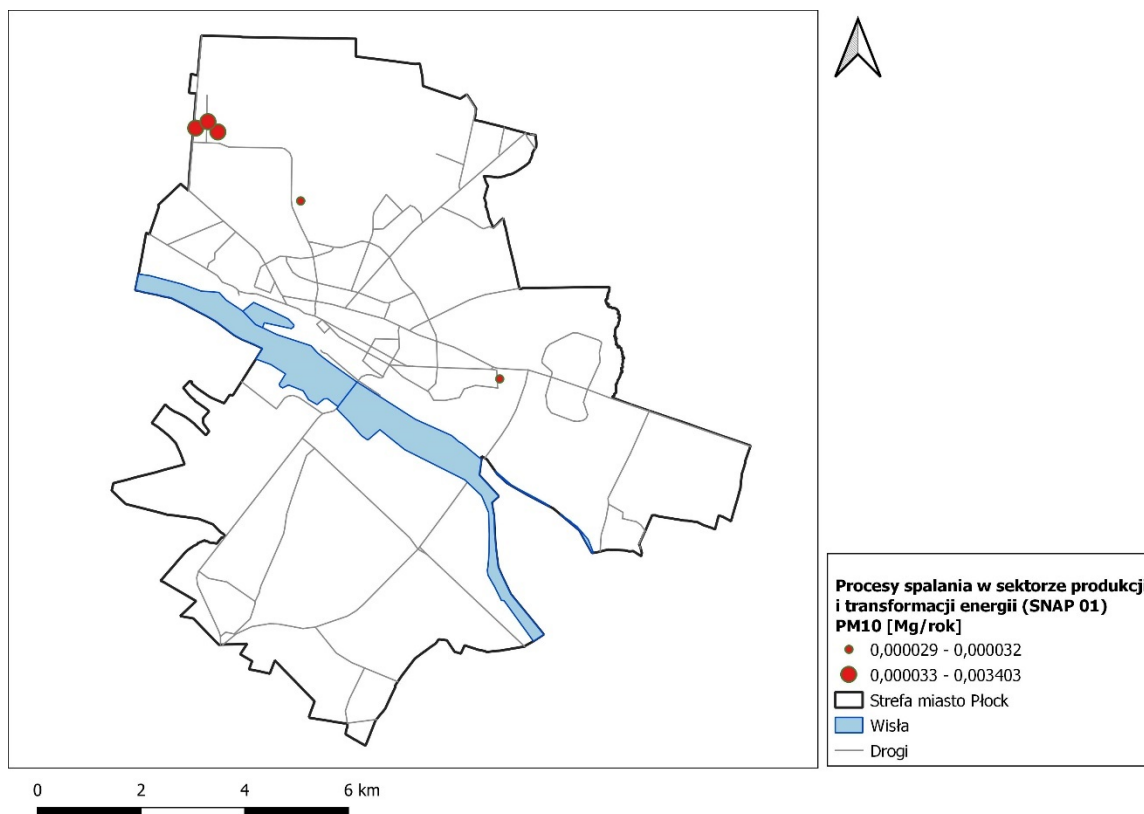 Procesy spalania w sektorze produkcji
i transformacji energii (SNAP 01)
PM10 [Mg/rok]
0,000029 - 0,000032
0,000033 - 0,003403
Strefa miasto Płock
Wisła
Drogi
0 2 4 6 km